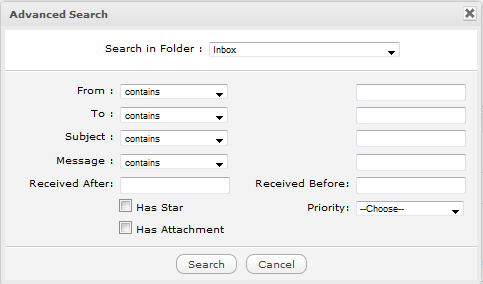 Advanced Search
Search in Folder : Inbox
From : contains
To : contains
Subject : contains
Message : contains
Received After: Received Before:
Has Star Priority: --Choose--
Has Attachment
Search Cancel